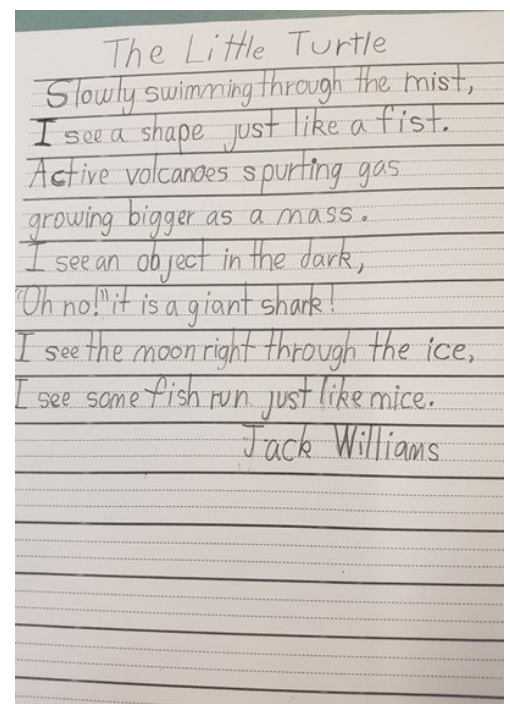 The Little Turtle
Slowly swimming through the mist,
I see a shape just like a fist.
Active volcanoes spurting gas
growing bigger as a mass.
I see an object in the dark,
"Oh no!" it is a giant shark!
I see the moon right through the ice,
I see some fish run just like mice.
Jack Williams